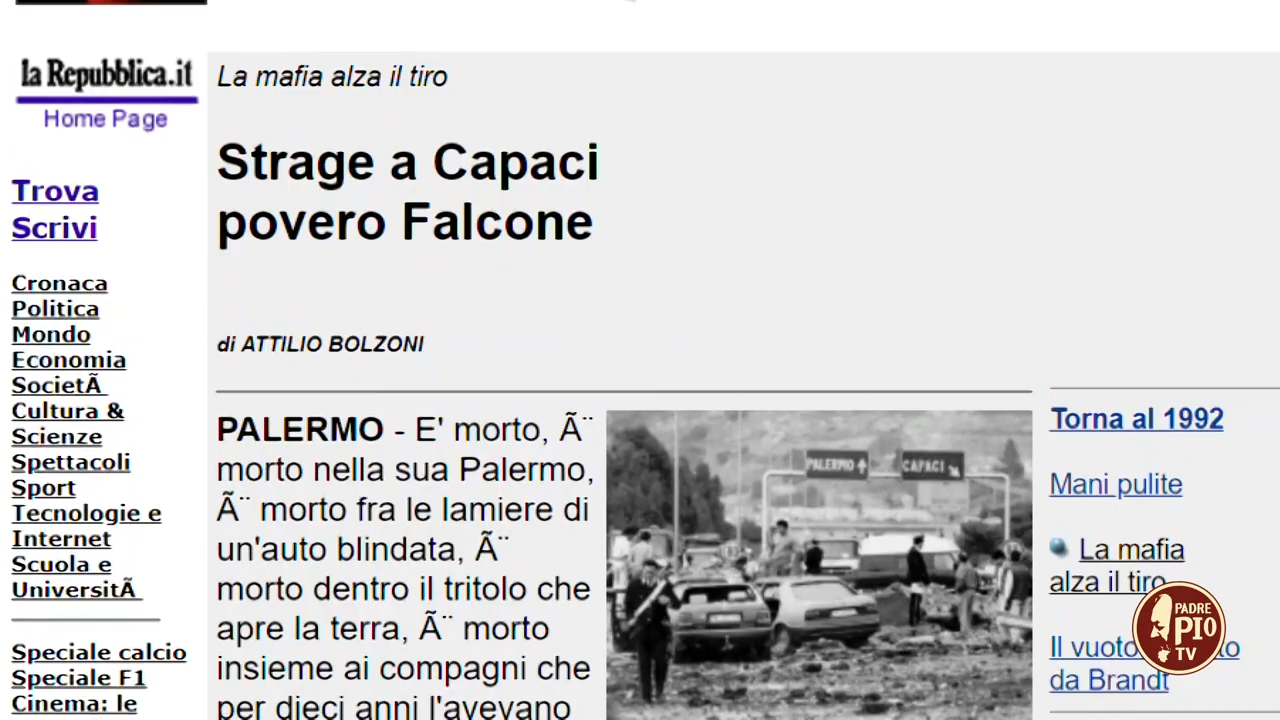 la Repubblica.it
Home Page
Trova
Scrivi
Cronaca
Politica
Mondo
Economia
SocietÃ
Cultura &
Scienze
Spettacoli
Sport
Tecnologie e
Internet
Scuola e
UniversitÃ
Speciale calcio
Speciale F1
Cinema: le
La mafia alza il tiro
Strage a Capaci
povero Falcone
di ATTILIO BOLZONI
PALERMO - E' morto, Ã¨
morto nella sua Palermo,
Ã¨ morto fra le lamiere di
un'auto blindata, Ã¨
morto dentro il tritolo che
apre la terra, Ã¨ morto
insieme ai compagni che
per dieci anni l'avevano
PALERMO
CAPACI
Torna al 1992
Mani pulite
La mafia
alza il tiro
Il vuoto
da Brandt
PADRE
PIO
TV